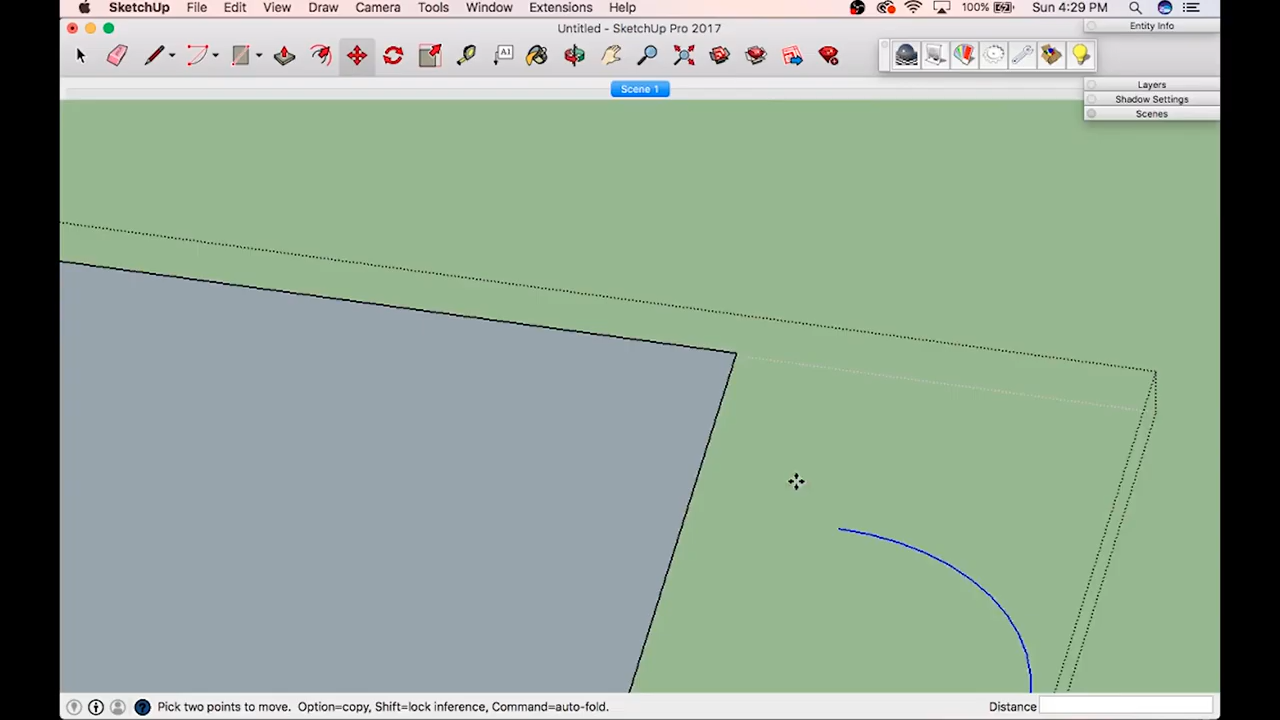 SketchUp File Edit View Camera Draw Tools Window Extensions Help 100% Sun 4:29 PM
Untitled - SketchUp Pro 2017
Entity Info
A1
Scene 1
Layers
Shadow Settings
Scenes
Pick two points to move. Option=copy, Shift=lock inference, Command=auto-fold. Distance